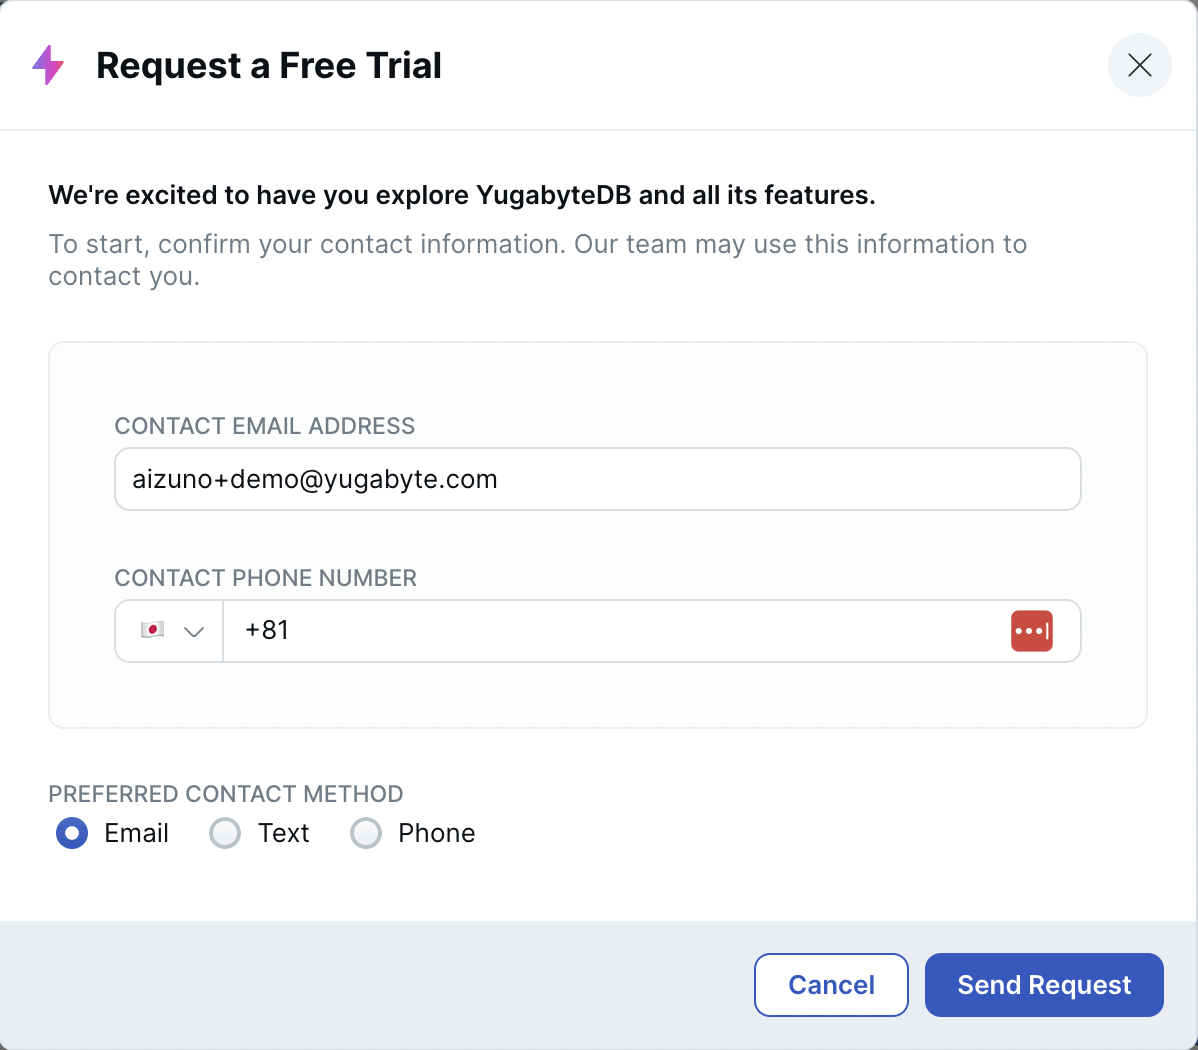 Request a Free Trial
We're excited to have you explore YugabyteDB and all its features.
To start, confirm your contact information. Our team may use this information to
contact you.
CONTACT EMAIL ADDRESS
aizuno+demo@yugabyte.com
CONTACT PHONE NUMBER
+81
PREFERRED CONTACT METHOD
Email Text Phone
Cancel Send Request